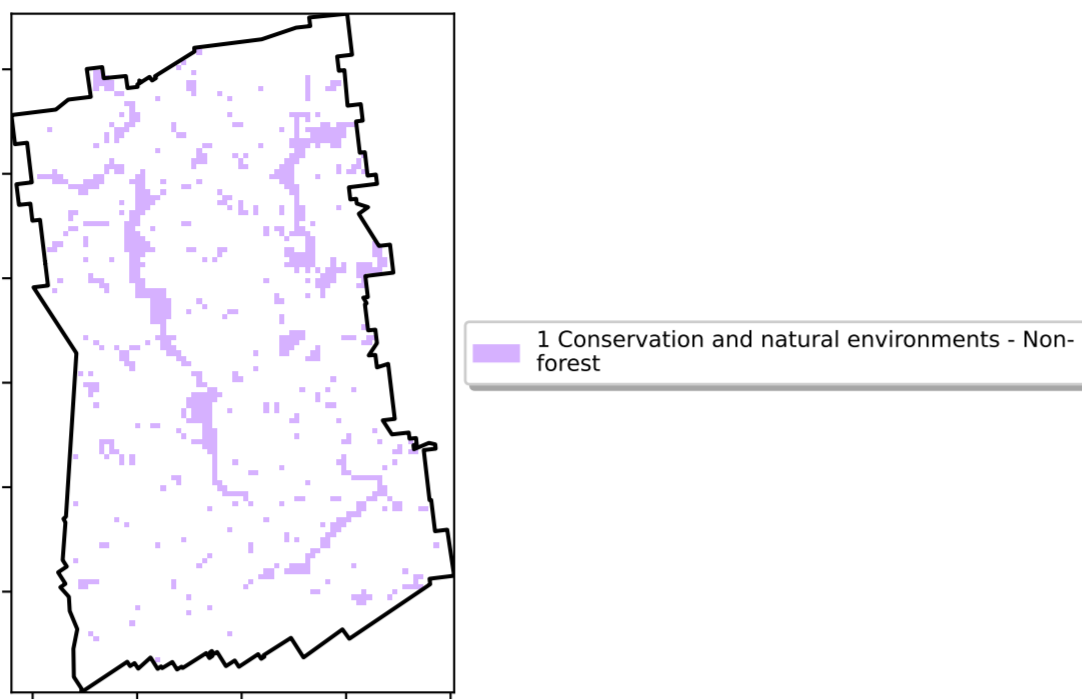 1 Conservation and natural environments - Non-
forest